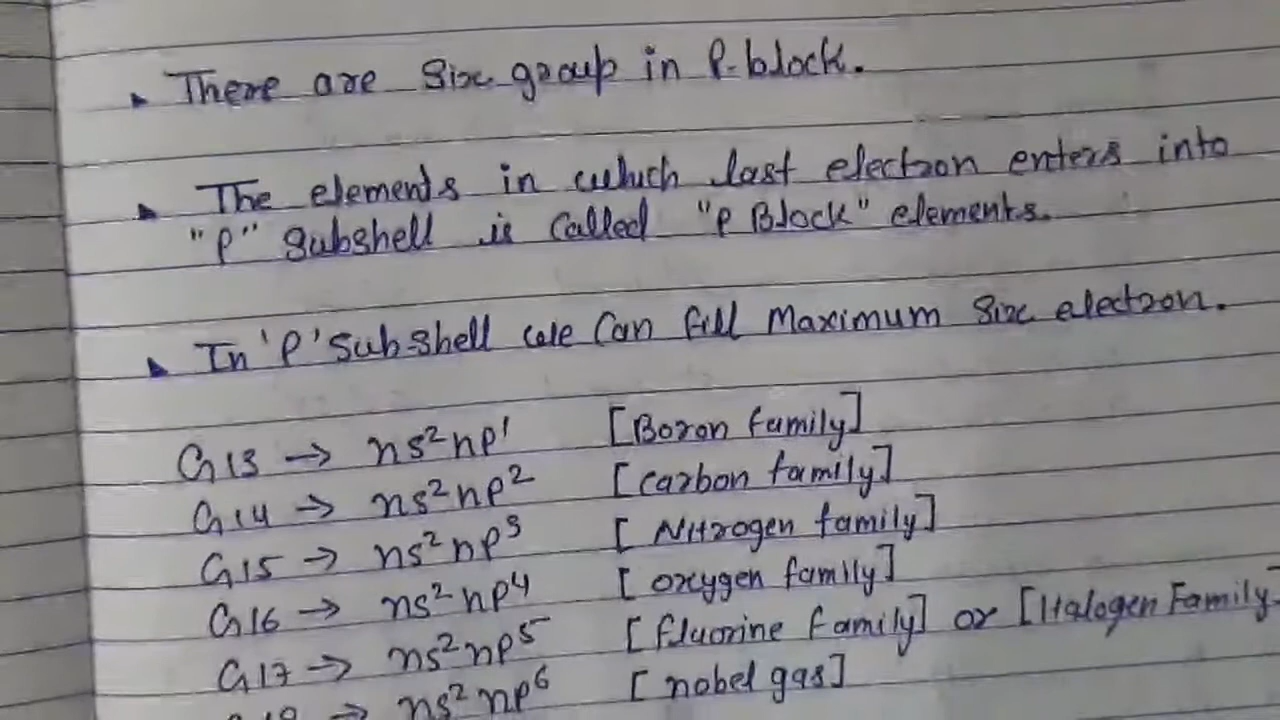 There are six group in P-block.
The elements in which last electron enters into
"P" subshell is called "P Block" elements.
In 'P' subshell we can fill Maximum six electron.
G13 → ns²np¹ [Boron family]
G14 → ns²np² [carbon family]
G15 → ns²np³ [Nitrogen family]
G16 → ns²np⁴ [oxygen family]
G17 → ns²np⁵ [fluorine family] or [Halogen Family]
G18 → ns²np⁶ [nobel gas]